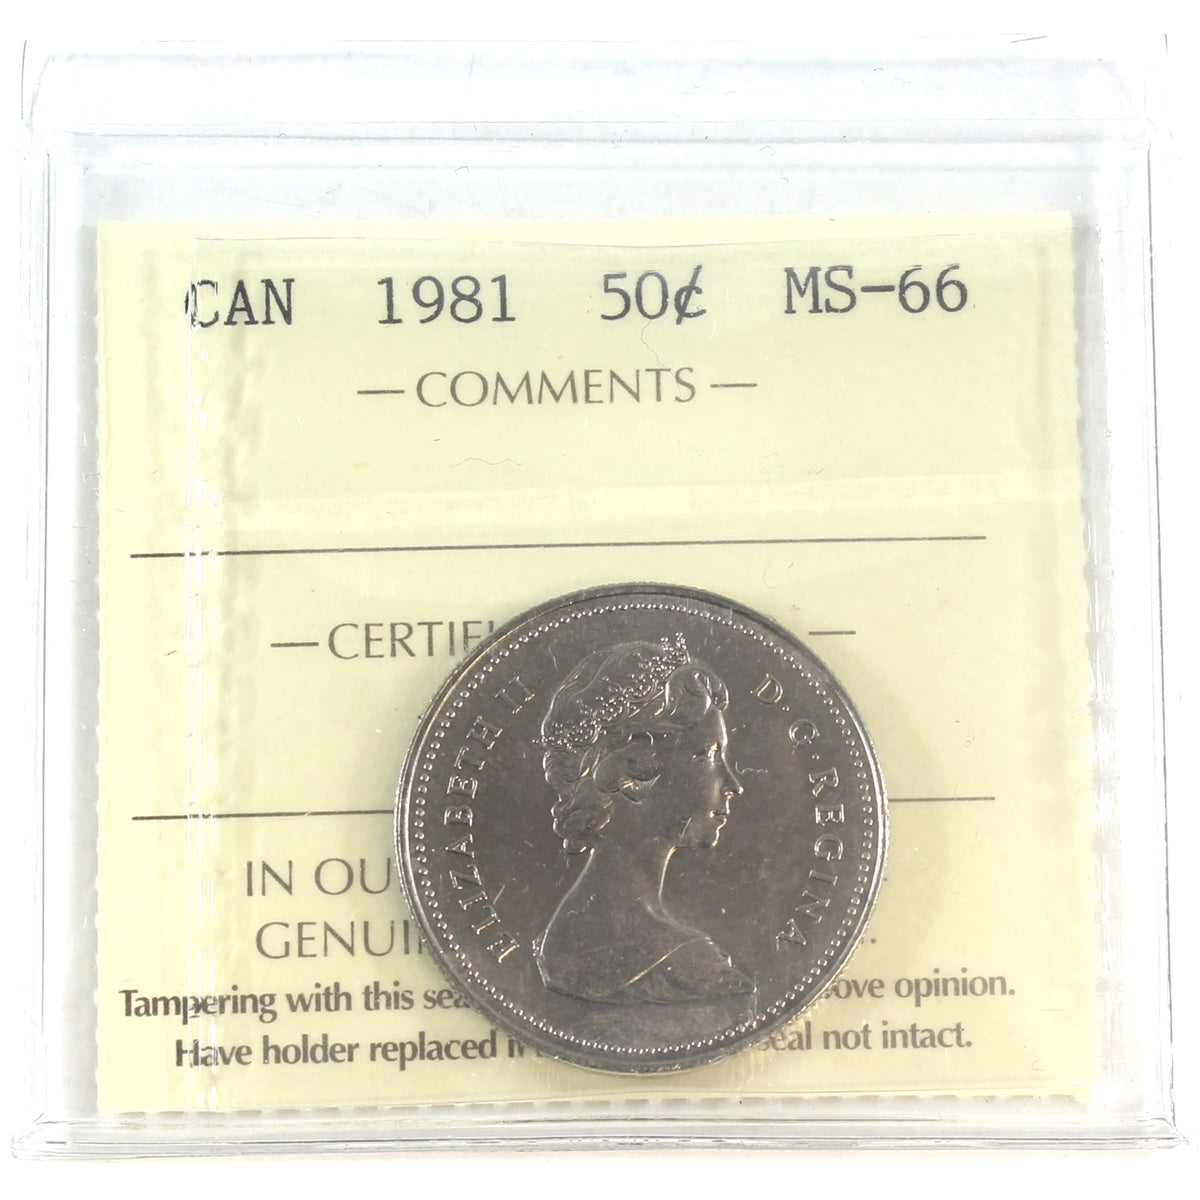 CAN 1981 50¢ MS-66
— COMMENTS —
— CERTIFI —
ELIZABETH II D·G·REGINA
IN OU
GENUI .
Tampering with this sea ove opinion.
Have holder replaced seal not intact.